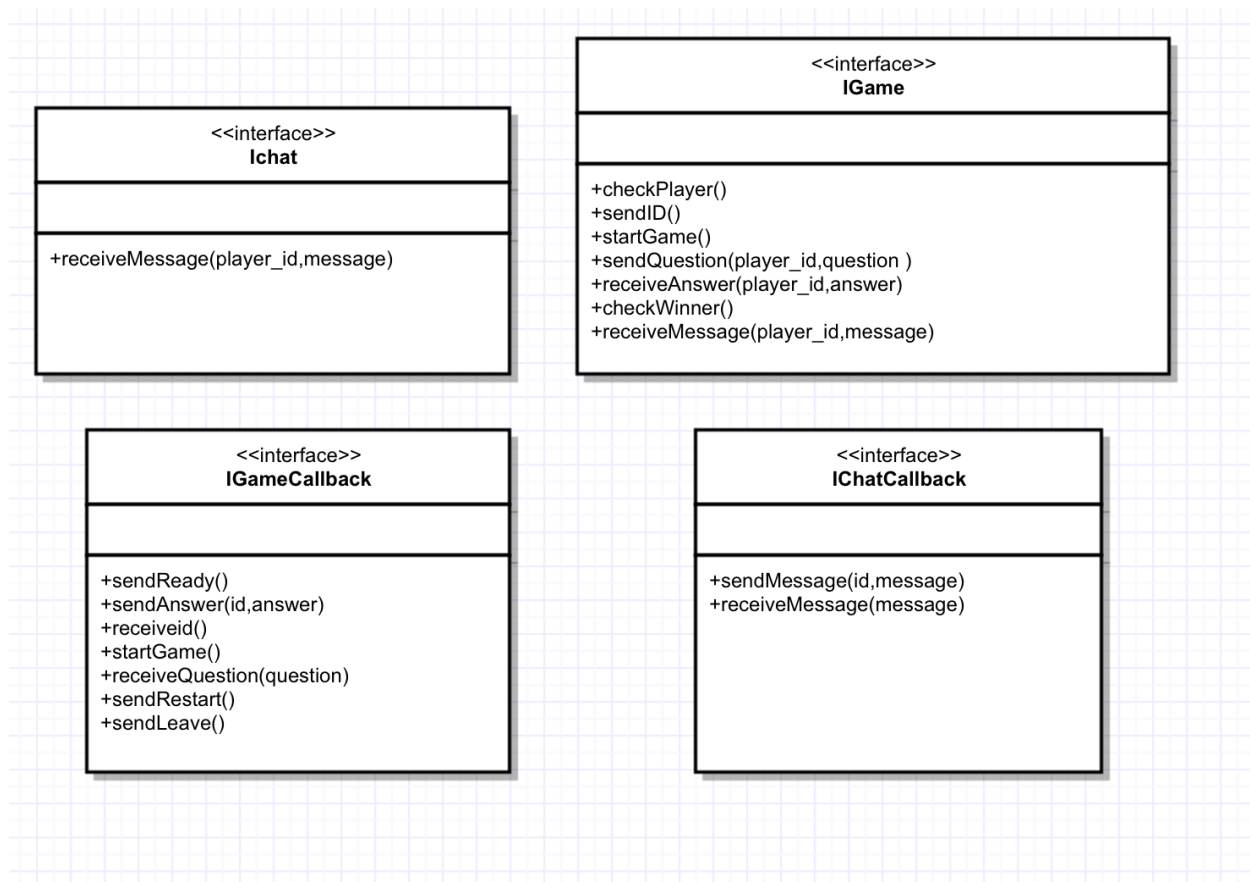 <<interface>>
Ichat
+receiveMessage(player_id,message)
<<interface>>
IGame
+checkPlayer()
+sendID()
+startGame()
+sendQuestion(player_id,question )
+receiveAnswer(player_id,answer)
+checkWinner()
+receiveMessage(player_id,message)
<<interface>>
IGameCallback
+sendReady()
+sendAnswer(id,answer)
+receiveid()
+startGame()
+receiveQuestion(question)
+sendRestart()
+sendLeave()
<<interface>>
IChatCallback
+sendMessage(id,message)
+receiveMessage(message)